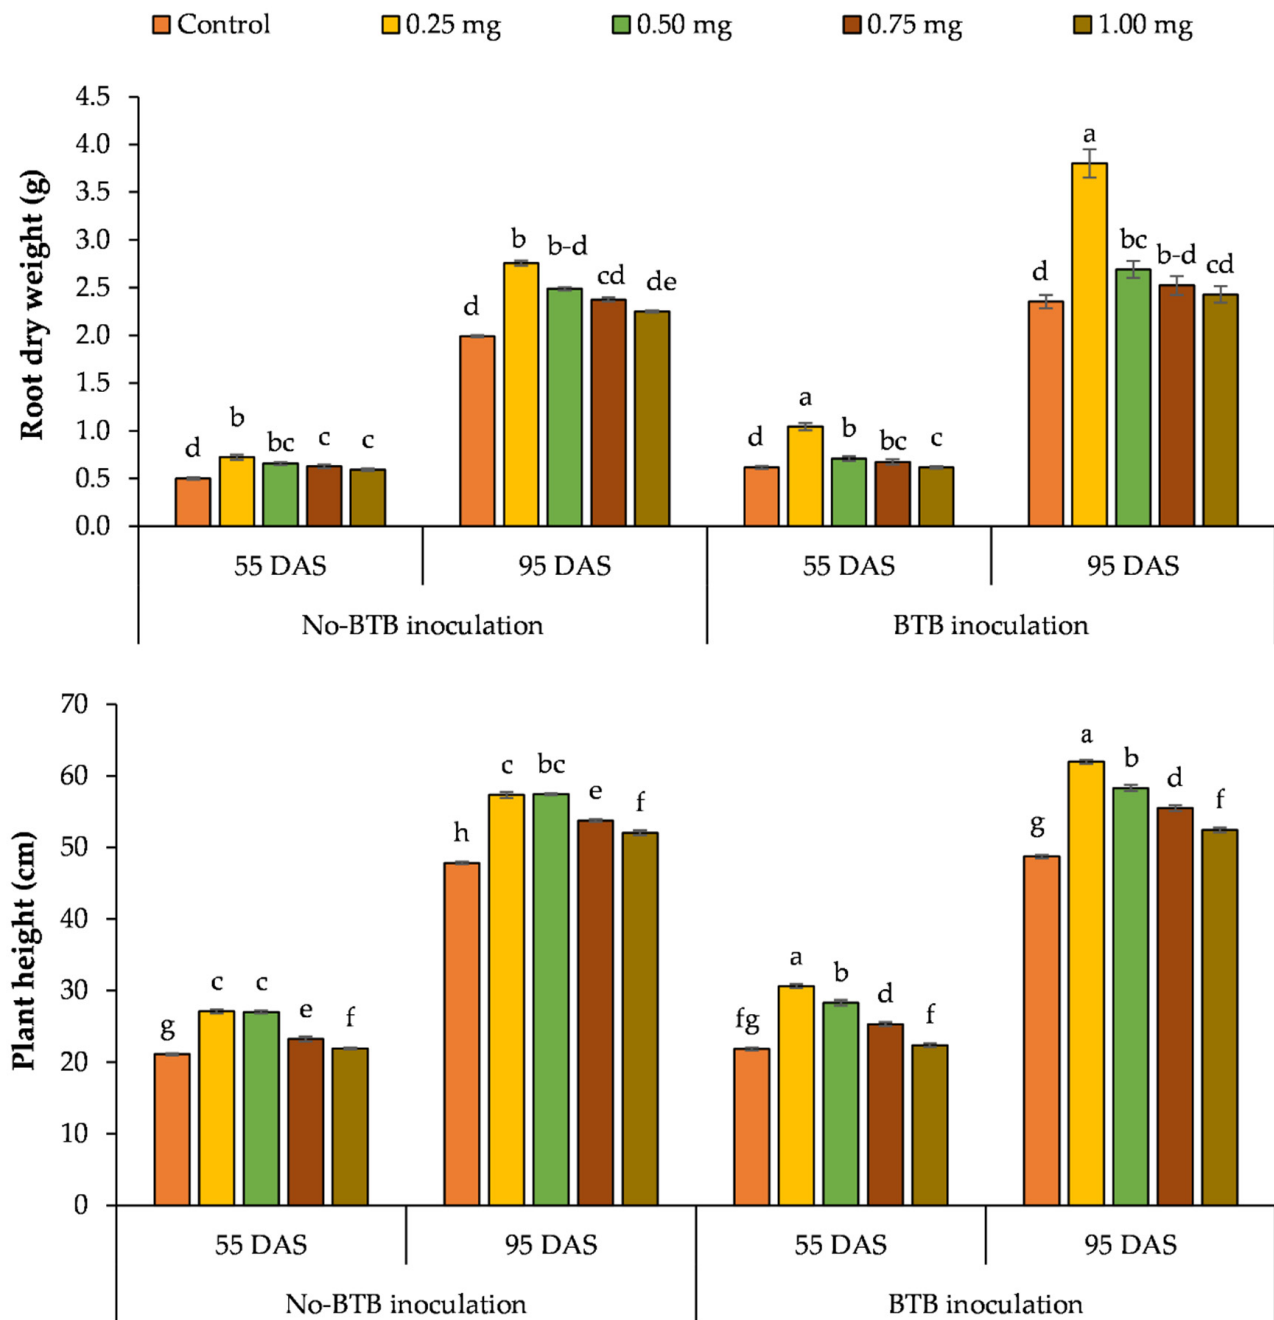 Control 0.25 mg 0.50 mg 0.75 mg 1.00 mg
Root dry weight (g)
4.5
4.0
3.5
3.0
2.5
2.0
1.5
1.0
0.5
0.0
d b bc c c
d b b-d cd de
d a b bc c
d a bc b-d cd
55 DAS 95 DAS 55 DAS 95 DAS
No-BTB inoculation BTB inoculation
Plant height (cm)
70
60
50
40
30
20
10
0
g c c e f
h c bc e f
fg a b d f
g a b d f
55 DAS 95 DAS 55 DAS 95 DAS
No-BTB inoculation BTB inoculation